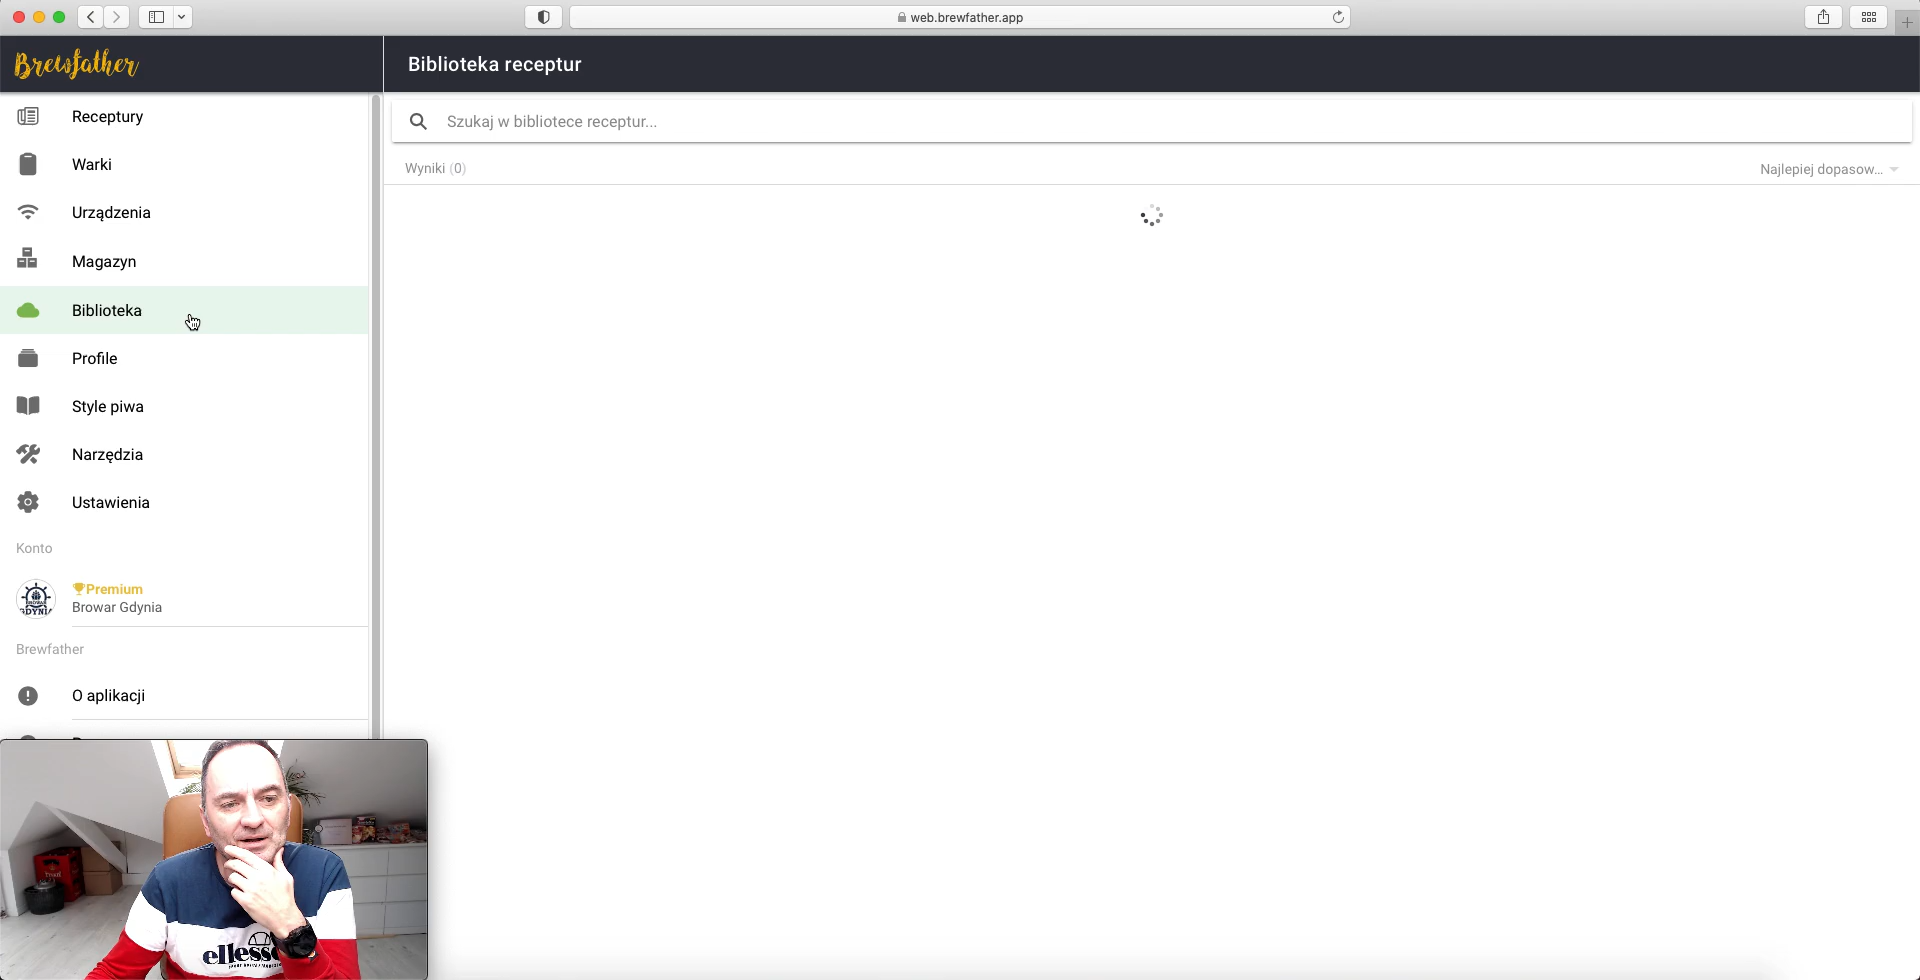 web.brewfather.app
Brewfather
Biblioteka receptur
Receptury
Szukaj w bibliotece receptur...
Warki
Wyniki (0)
Najlepiej dopasow...
Urządzenia
Magazyn
Biblioteka
Profile
Style piwa
Narzędzia
Ustawienia
Konto
Premium
Browar Gdynia
Brewfather
O aplikacji
ellesse